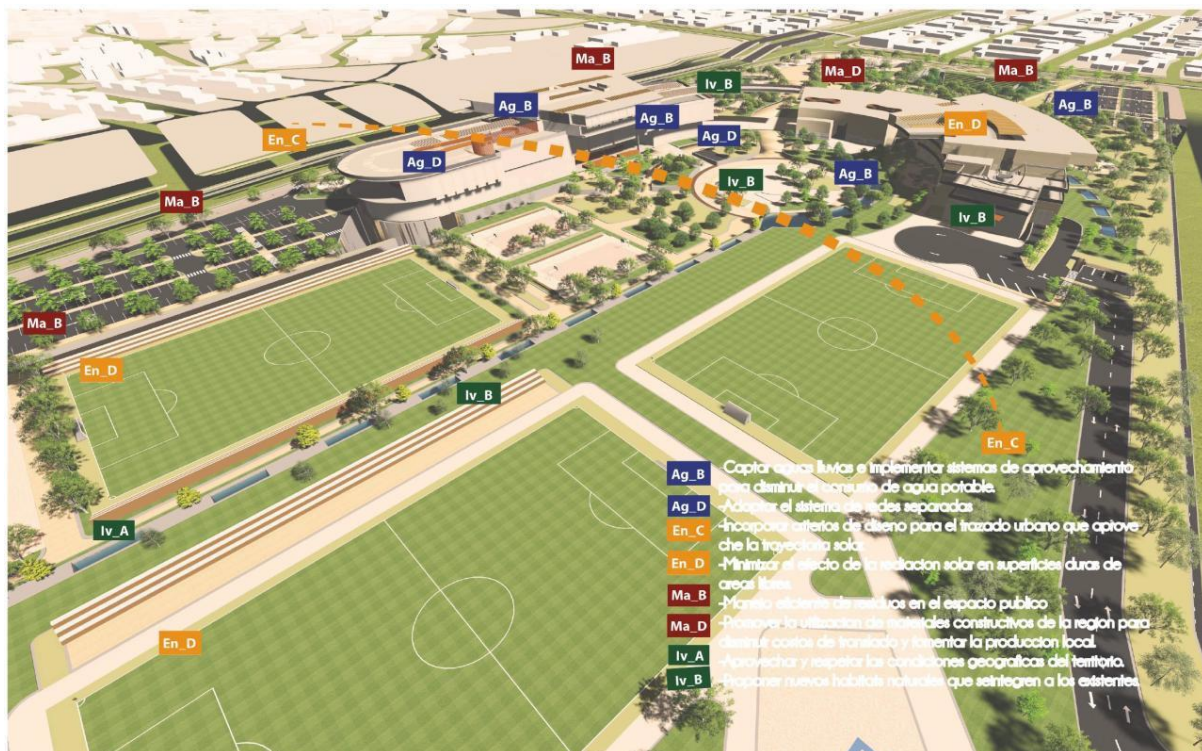 Ma_B
Ma_D
Ma_B
Iv_B
Ag_B
Ag_B
Ag_B
En_D
En_C
Ag_D
Ag_D
Iv_B
Ag_B
Ma_B
Iv_B
Ma_B
En_D
Iv_B
En_C
Iv_A
En_D
Ag_B -Captar aguas lluvias e implementar sistemas de aprovechamiento
para disminuir el consumo de agua potable.
Ag_D -Adaptar el sistema de redes separadas
En_C -Incorporar criterios de diseno para el trazado urbano que aprove
che la trayectoria solar.
En_D -Minimizar el efecto de la radiacion solar en superficies duras de
areas libres.
Ma_B -Manejo eficiente de residuos en el espacio publico
Ma_D -Promover la utilizacion de materiales constructivos de la region para
disminuir costos de translado y fomentar la produccion local.
Iv_A -Aprovechar y respetar las condiciones geograficas del territorio.
Iv_B -Proponer nuevos habitats naturales que seintegren a los existentes.